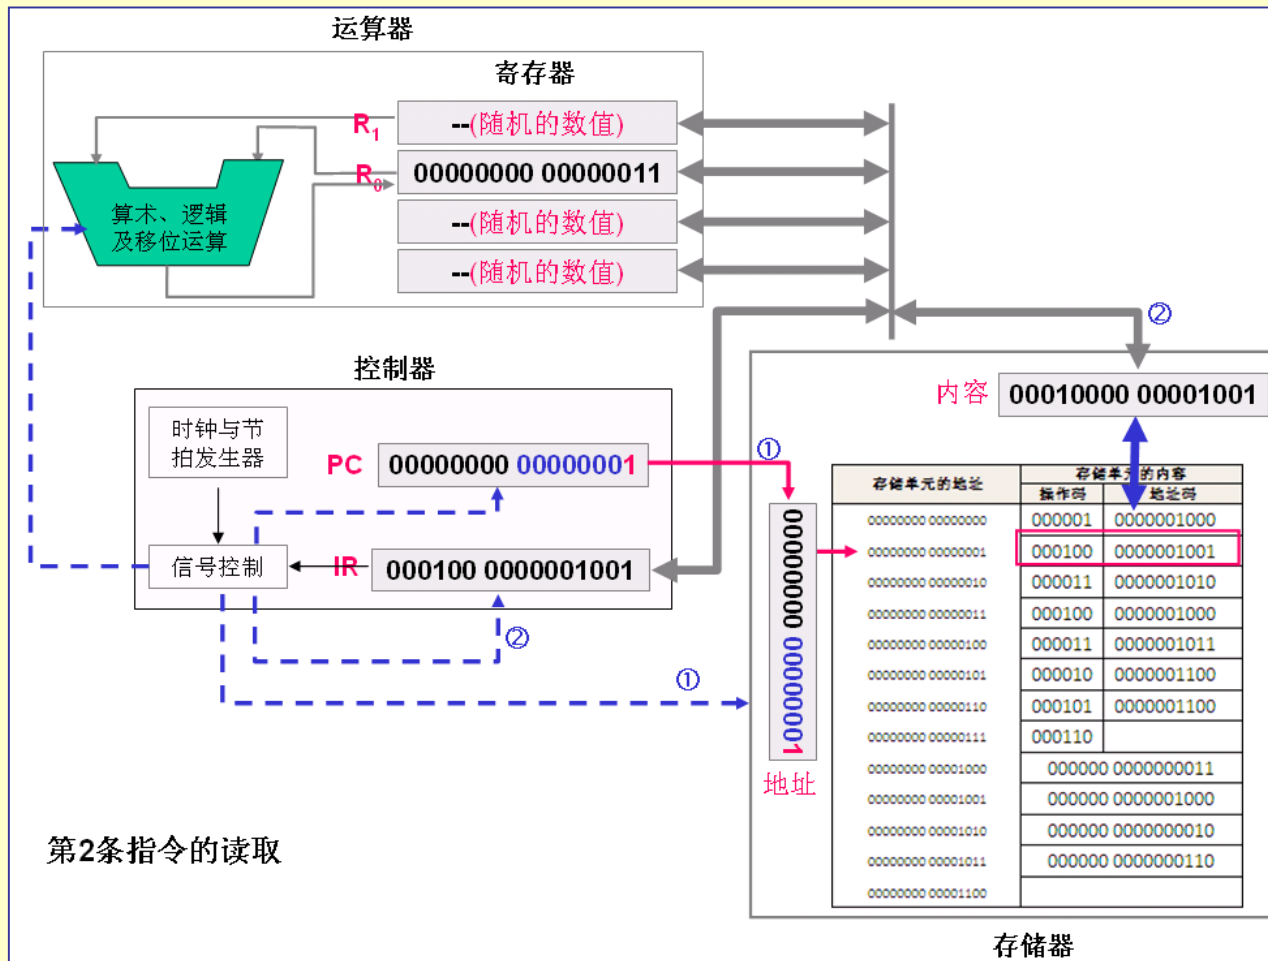 运算器
寄存器
R1
--(随机的数值)
R0
00000000 00000011
--(随机的数值)
--(随机的数值)
算术、逻辑
及移位运算
②
控制器
内容
00010000 00001001
时钟与节
拍发生器
PC
00000000 00000001
①
信号控制
IR
000100 0000001001
②
①
00000000 00000001
地址
存储单元的地址 存储单元的内容
操作码 地址码
00000000 00000000 000001 0000001000
00000000 00000001 000100 0000001001
00000000 00000010 000011 0000001010
00000000 00000011 000100 0000001000
00000000 00000100 000011 0000001011
00000000 00000101 000010 0000001100
00000000 00000110 000101 0000001100
00000000 00000111 000110
00000000 00001000 000000 0000000011
00000000 00001001 000000 0000001000
00000000 00001010 000000 0000000010
00000000 00001011 000000 0000000110
00000000 00001100
第2条指令的读取
存储器